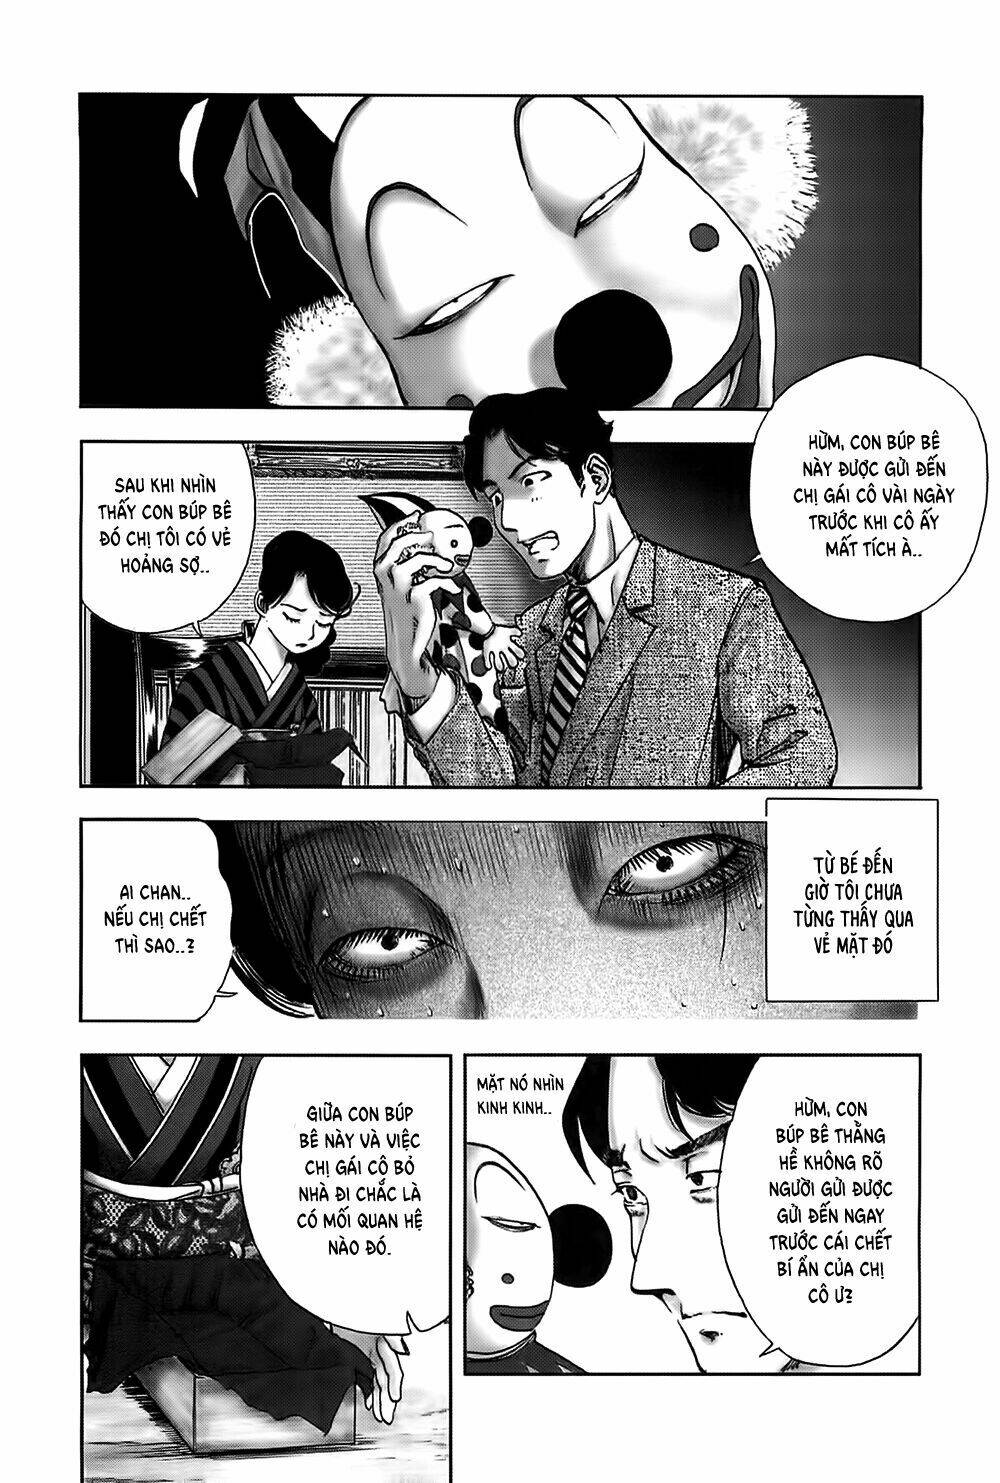 HỪM, CON BÚP BÊ
NÀY ĐƯỢC GỬI ĐẾN
CHỊ GÁI CÔ VÀI NGÀY
TRƯỚC KHI CÔ ẤY
MẤT TÍCH À..
SAU KHI NHÌN
THẤY CON BÚP BÊ
ĐÓ CHỊ TÔI CÓ VẺ
HOẢNG SỢ..
TỪ BÉ ĐẾN
GIỜ TÔI CHƯA
TỪNG THẤY QUA
VẺ MẶT ĐÓ
AI CHAN..
NẾU CHỊ CHẾT
THÌ SAO..?
HỪM, CON
BÚP BÊ THẰNG
HỀ KHÔNG RÕ
NGƯỜI GỬI ĐƯỢC
GỬI ĐẾN NGAY
TRƯỚC CÁI CHẾT
BÍ ẨN CỦA CHỊ
CÔ Ư?
MẶT NÓ NHÌN
KINH KINH..
GIỮA CON BÚP
BÊ NÀY VÀ VIỆC
CHỊ GÁI CÔ BỎ
NHÀ ĐI CHẮC LÀ
CÓ MỐI QUAN HỆ
NÀO ĐÓ.